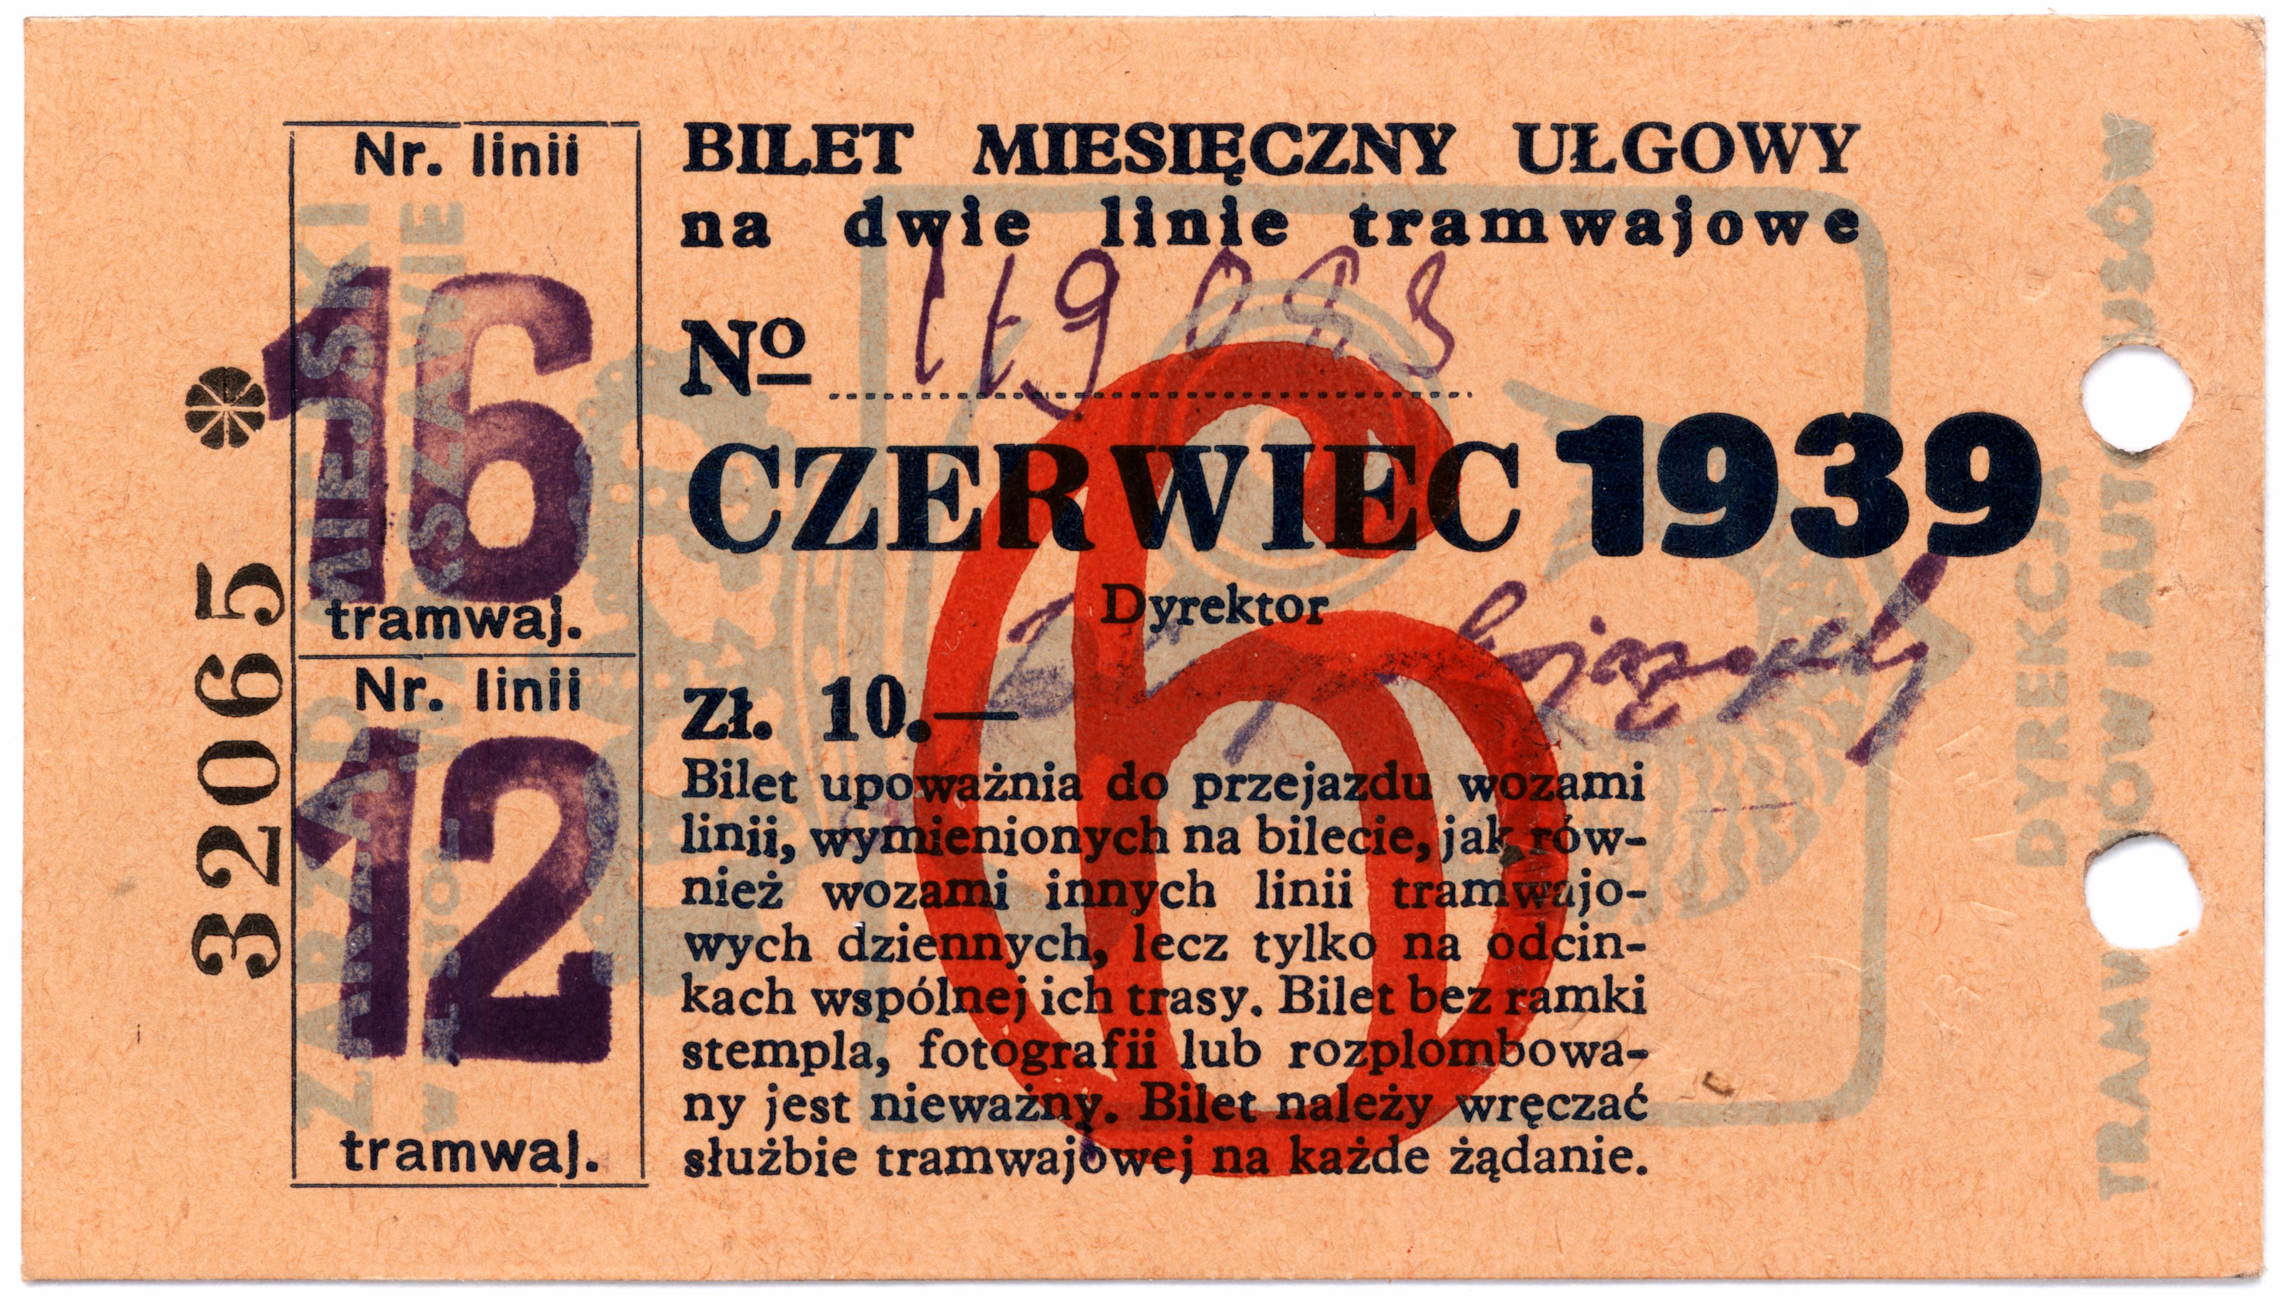 Nr. linii
16
tramwaj.
Nr. linii
12
tramwaj.
32065
BILET MIESIĘCZNY UŁGOWY
na dwie linie tramwajowe
Nº
CZERWIEC 1939
6
Dyrektor
Zł. 10.—
Bilet upoważnia do przejazdu wozami
linii, wymienionych na bilecie, jak rów-
nież wozami innych linii tramwajo-
wych dziennych, lecz tylko na odcin-
kach wspólnej ich trasy. Bilet bez ramki
stempla, fotografii lub rozplombowa-
ny jest nieważny. Bilet należy wręczać
służbie tramwajowej na każde żądanie.
ZARZĄD MIEJSKI
DYREKCJA